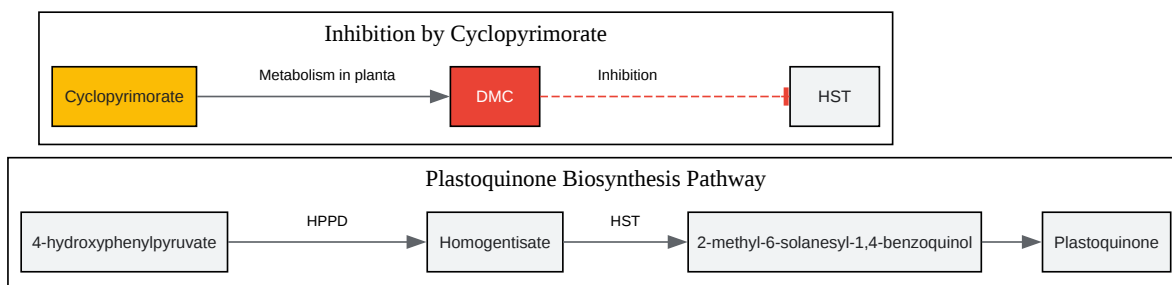 Inhibition by Cyclopyrimorate
Metabolism in planta
Inhibition
Cyclopyrimorate
DMC
HST
Plastoquinone Biosynthesis Pathway
HPPD
HST
4-hydroxyphenylpyruvate
Homogentisate
2-methyl-6-solanesyl-1,4-benzoquinol
Plastoquinone